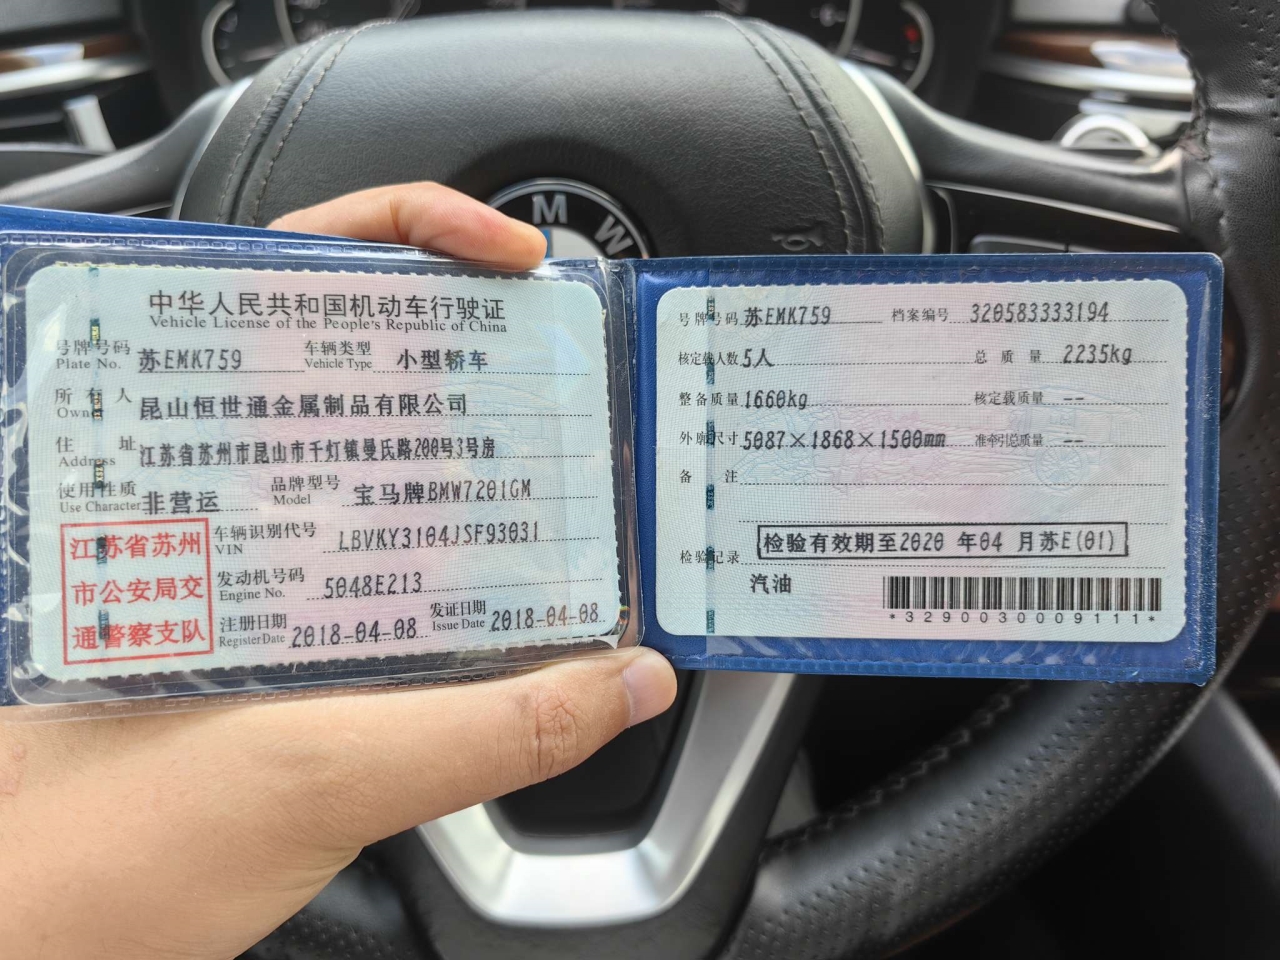 M W
中华人民共和国机动车行驶证
Vehicle License of the People's Republic of China
号牌号码 Plate No. 苏EMK759 车辆类型 Vehicle Type 小型轿车
所有人 Owner 昆山恒世通金属制品有限公司
住址 Address 江苏省苏州市昆山市千灯镇曼氏路200号3号房
使用性质 Use Character 非营运 品牌型号 Model 宝马牌BMW7201GM
车辆识别代号 VIN LBVKY3104JSF93031
发动机号码 Engine No. 5048E213
注册日期 Register Date 2018-04-08 发证日期 Issue Date 2018-04-08
江苏省苏州
市公安局交
通警察支队
号牌号码 苏EMK759 档案编号 320583333194
核定载人数 5人 总质量 2235kg
整备质量 1660kg 核定载质量 --
外廓尺寸 5087×1868×1500mm 准牵引总质量 --
备注
检验记录 检验有效期至2020 年04 月苏E(01)
汽油
*3290030009111*